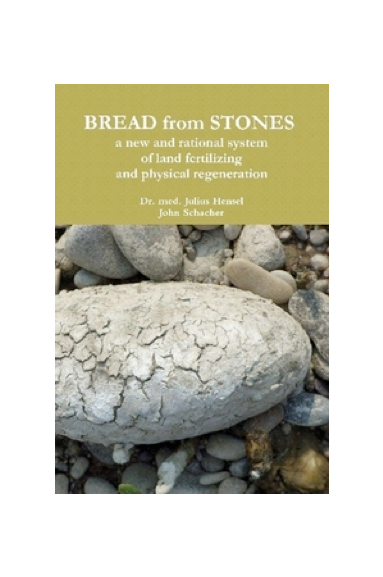 BREAD from STONES
a new and rational system
of land fertilizing
and physical regeneration
Dr. med. Julius Hensel
John Schacher